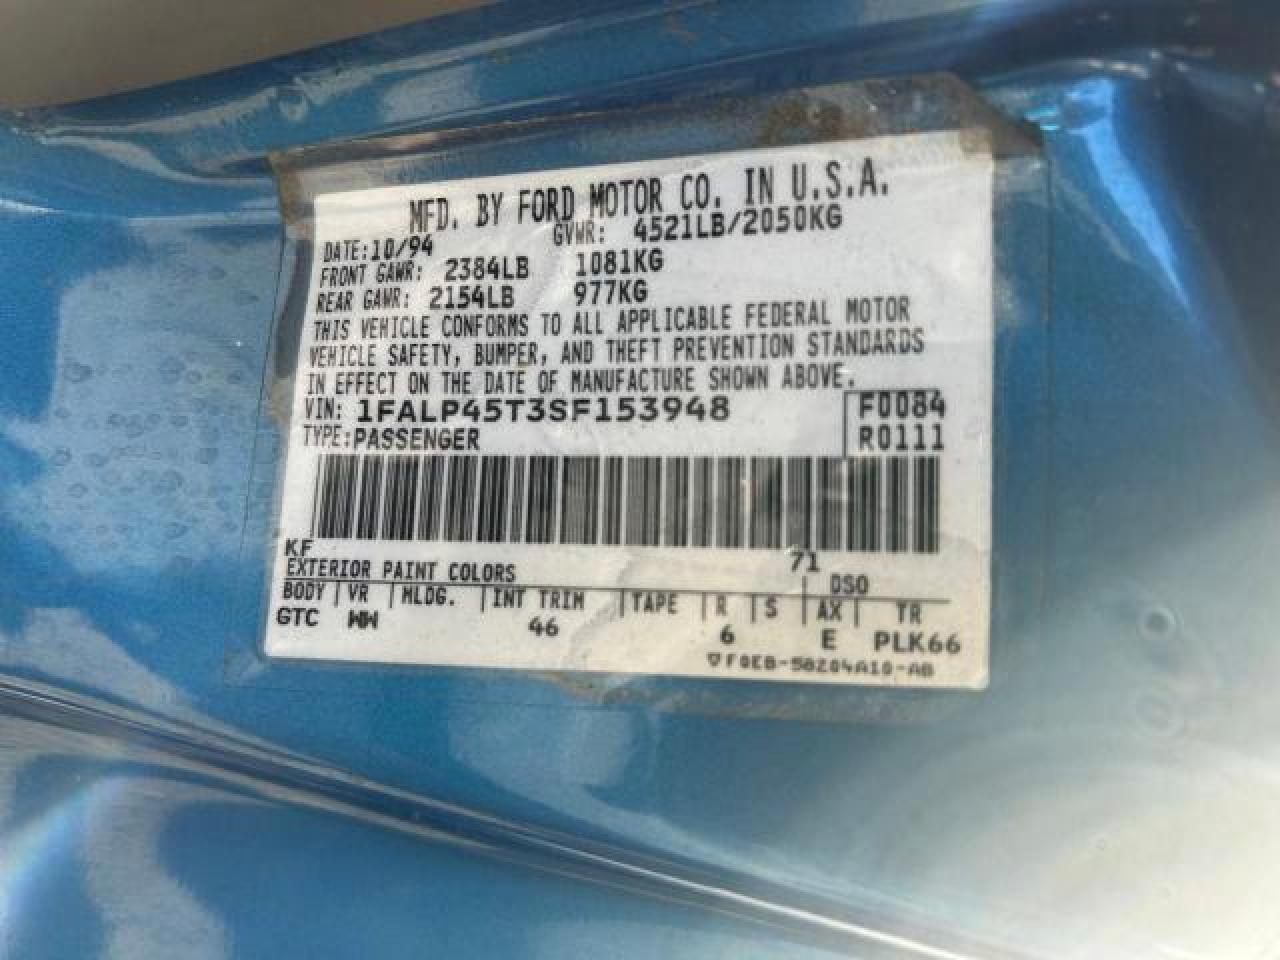 MFD. BY FORD MOTOR CO. IN U.S.A.
DATE:10/94 GVWR: 4521LB/2050KG
FRONT GAWR: 2384LB 1081KG
REAR GAWR: 2154LB 977KG
THIS VEHICLE CONFORMS TO ALL APPLICABLE FEDERAL MOTOR
VEHICLE SAFETY, BUMPER, AND THEFT PREVENTION STANDARDS
IN EFFECT ON THE DATE OF MANUFACTURE SHOWN ABOVE.
VIN: 1FALP45T3SF153948 F0084
TYPE:PASSENGER R0111
KF 71
EXTERIOR PAINT COLORS DSO
BODY VR MLDG. INT TRIM TAPE R S AX TR
GTC WW 46 6 E PLK66
F0EB-58204A10-AB